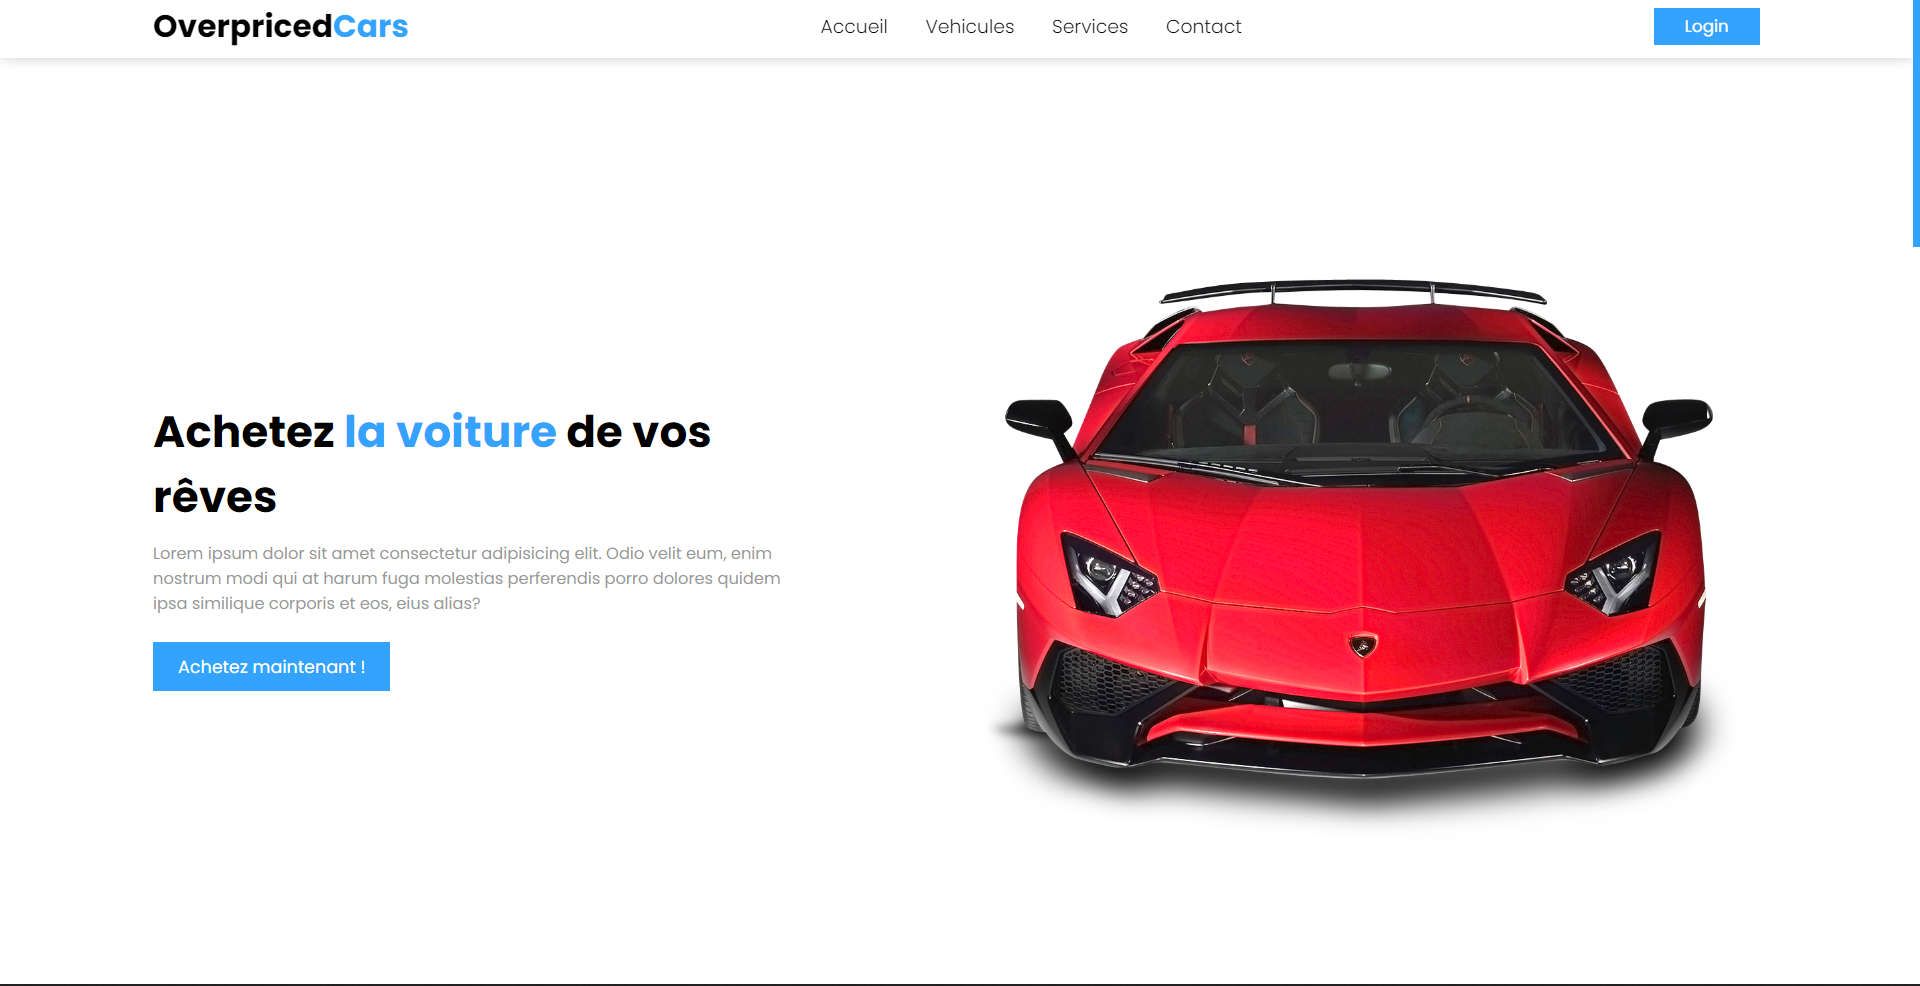 OverpricedCars
Accueil Vehicules Services Contact
Login
Achetez la voiture de vos
rêves
Lorem ipsum dolor sit amet consectetur adipisicing elit. Odio velit eum, enim
nostrum modi qui at harum fuga molestias perferendis porro dolores quidem
ipsa similique corporis et eos, eius alias?
Achetez maintenant !